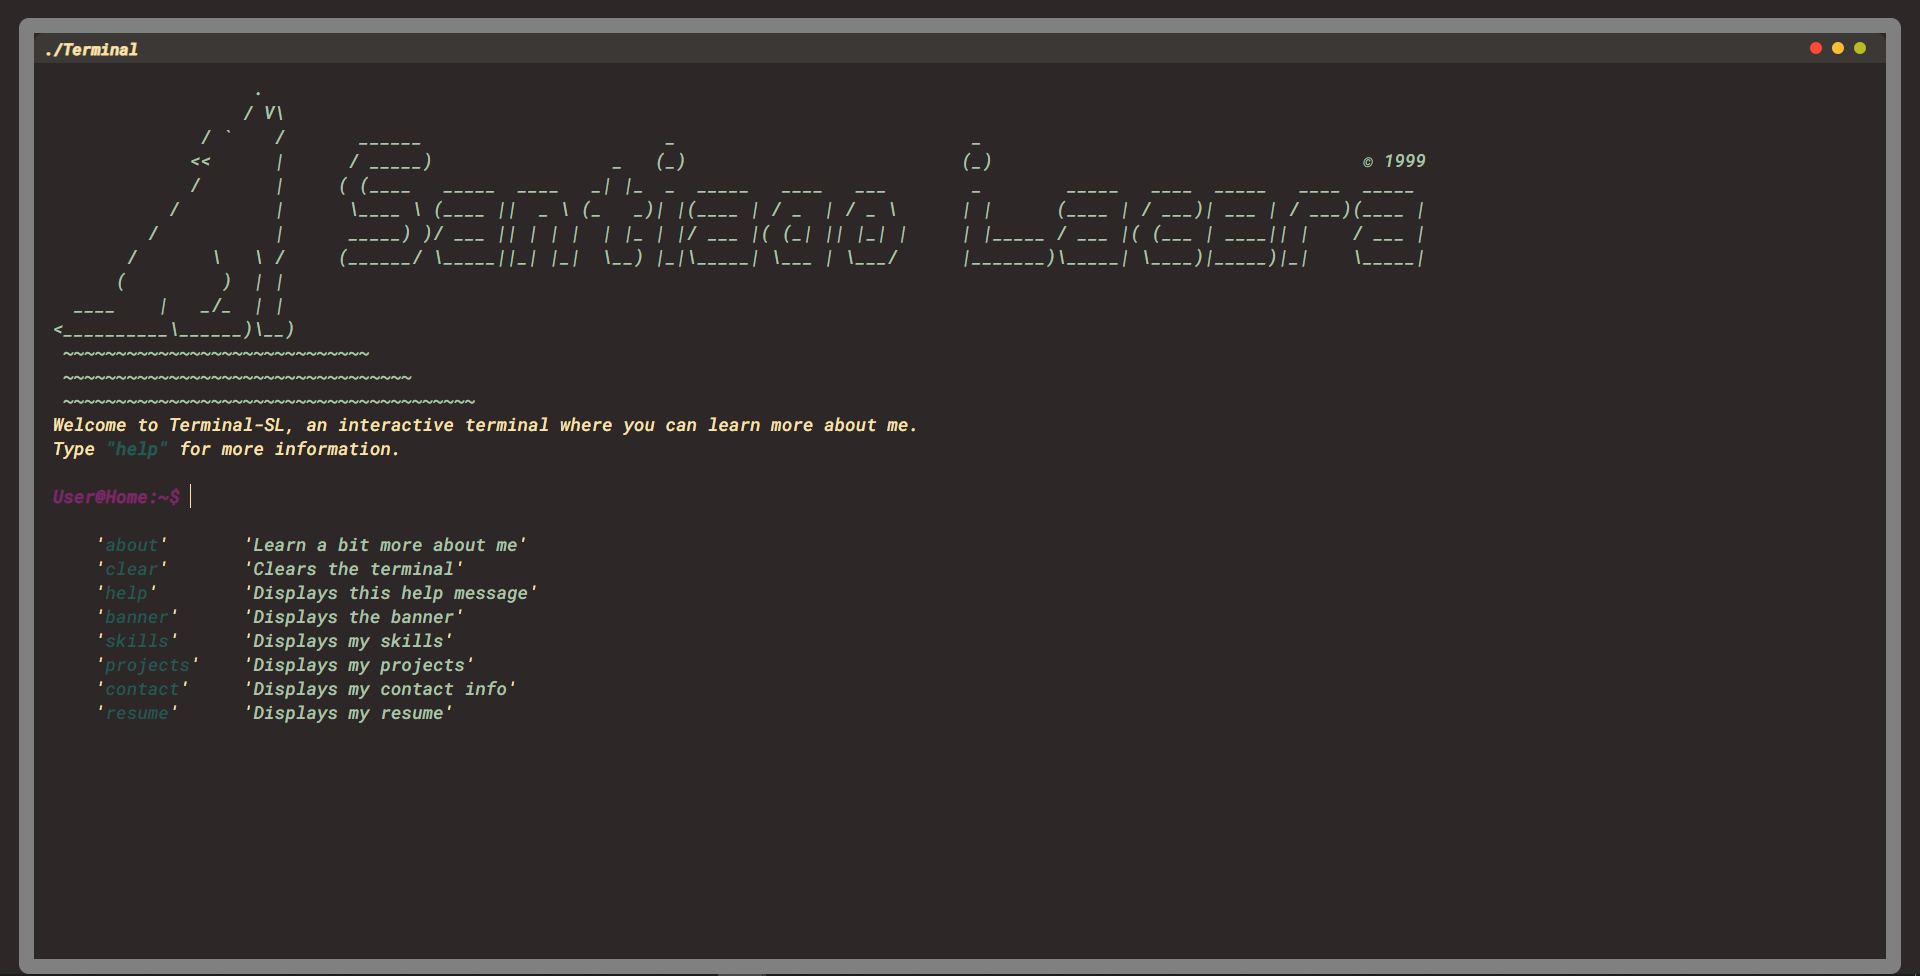 ./Terminal
Santiago Lacera
© 1999
Welcome to Terminal-SL, an interactive terminal where you can learn more about me.
Type "help" for more information.
User@Home:~$
'about' 'Learn a bit more about me'
'clear' 'Clears the terminal'
'help' 'Displays this help message'
'banner' 'Displays the banner'
'skills' 'Displays my skills'
'projects' 'Displays my projects'
'contact' 'Displays my contact info'
'resume' 'Displays my resume'